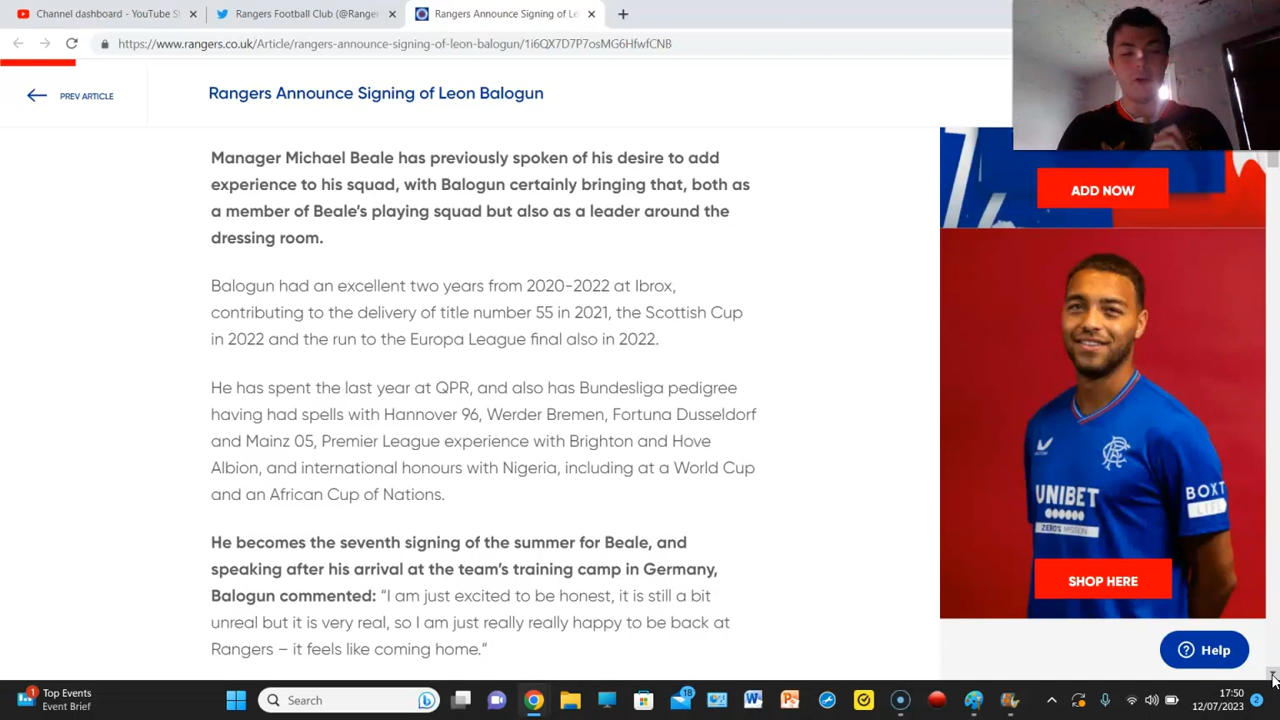 Channel dashboard - YouTube S
Rangers Football Club (@Range
Rangers Announce Signing of Le
https://www.rangers.co.uk/Article/rangers-announce-signing-of-leon-balogun/1i6QX7D7P7osMG6HfwfCNB
PREV ARTICLE
Rangers Announce Signing of Leon Balogun
Manager Michael Beale has previously spoken of his desire to add
experience to his squad, with Balogun certainly bringing that, both as
a member of Beale’s playing squad but also as a leader around the
dressing room.
Balogun had an excellent two years from 2020-2022 at Ibrox,
contributing to the delivery of title number 55 in 2021, the Scottish Cup
in 2022 and the run to the Europa League final also in 2022.
He has spent the last year at QPR, and also has Bundesliga pedigree
having had spells with Hannover 96, Werder Bremen, Fortuna Dusseldorf
and Mainz 05, Premier League experience with Brighton and Hove
Albion, and international honours with Nigeria, including at a World Cup
and an African Cup of Nations.
He becomes the seventh signing of the summer for Beale, and
speaking after his arrival at the team’s training camp in Germany,
Balogun commented: “I am just excited to be honest, it is still a bit
unreal but it is very real, so I am just really really happy to be back at
Rangers – it feels like coming home.”
ADD NOW
UNIBET
BOXT
LIFE
SHOP HERE
Help
1
Top Events
Event Brief
Search
18
17:50
12/07/2023
2